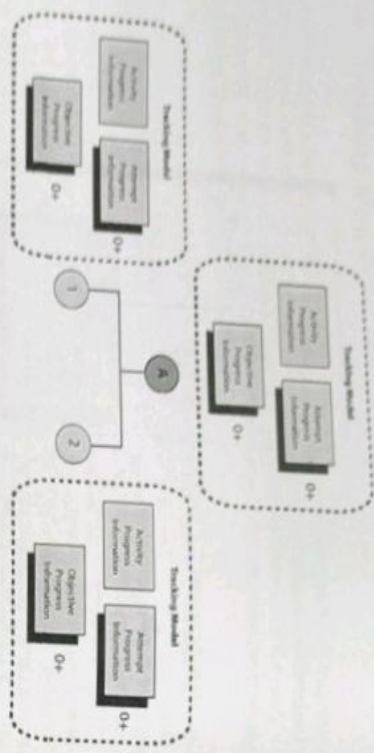 Tracking Model
Activity
Progress
Information
Attempt
Progress
Information
0+
Objective
Progress
Information
0+
A
1
2
Tracking Model
Activity
Progress
Information
Attempt
Progress
Information
0+
Objective
Progress
Information
0+
Tracking Model
Activity
Progress
Information
Attempt
Progress
Information
0+
Objective
Progress
Information
0+